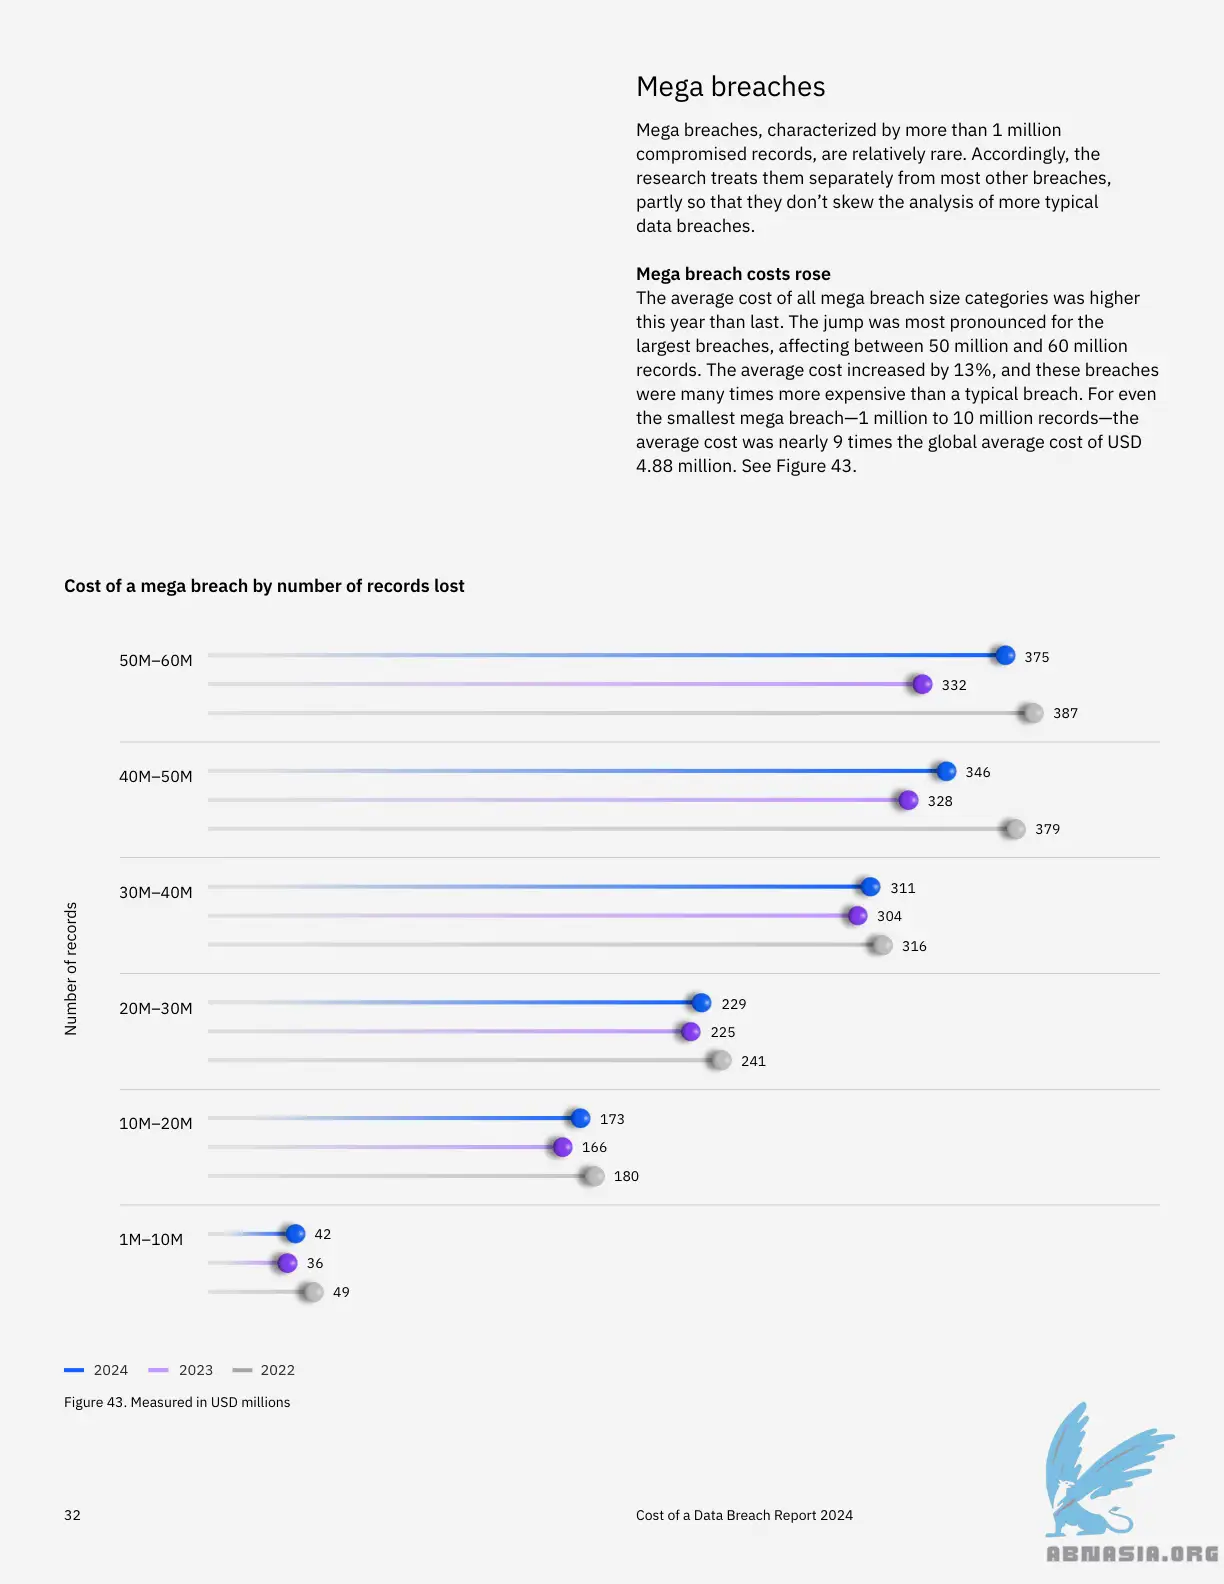 Mega breaches
Mega breaches, characterized by more than 1 million
compromised records, are relatively rare. Accordingly, the
research treats them separately from most other breaches,
partly so that they don’t skew the analysis of more typical
data breaches.
Mega breach costs rose
The average cost of all mega breach size categories was higher
this year than last. The jump was most pronounced for the
largest breaches, affecting between 50 million and 60 million
records. The average cost increased by 13%, and these breaches
were many times more expensive than a typical breach. For even
the smallest mega breach—1 million to 10 million records—the
average cost was nearly 9 times the global average cost of USD
4.88 million. See Figure 43.
Cost of a mega breach by number of records lost
Number of records
50M–60M
375
332
387
40M–50M
346
328
379
30M–40M
311
304
316
20M–30M
229
225
241
10M–20M
173
166
180
1M–10M
42
36
49
2024 2023 2022
Figure 43. Measured in USD millions
32
Cost of a Data Breach Report 2024
ABNASIA.ORG